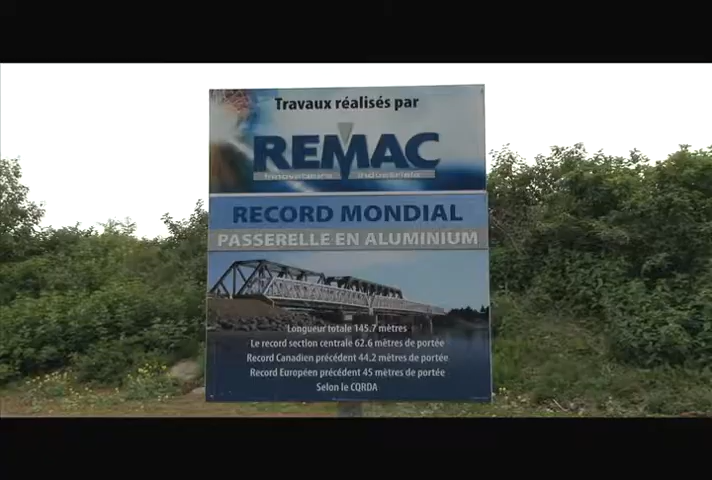 Travaux réalisés par
REMAC
Innovateurs industriels
RECORD MONDIAL
PASSERELLE EN ALUMINIUM
Longueur totale 145.7 mètres
Le record section centrale 62.6 mètres de portée
Record Canadien précédent 44.2 mètres de portée
Record Européen précédent 45 mètres de portée
Selon le CQRDA